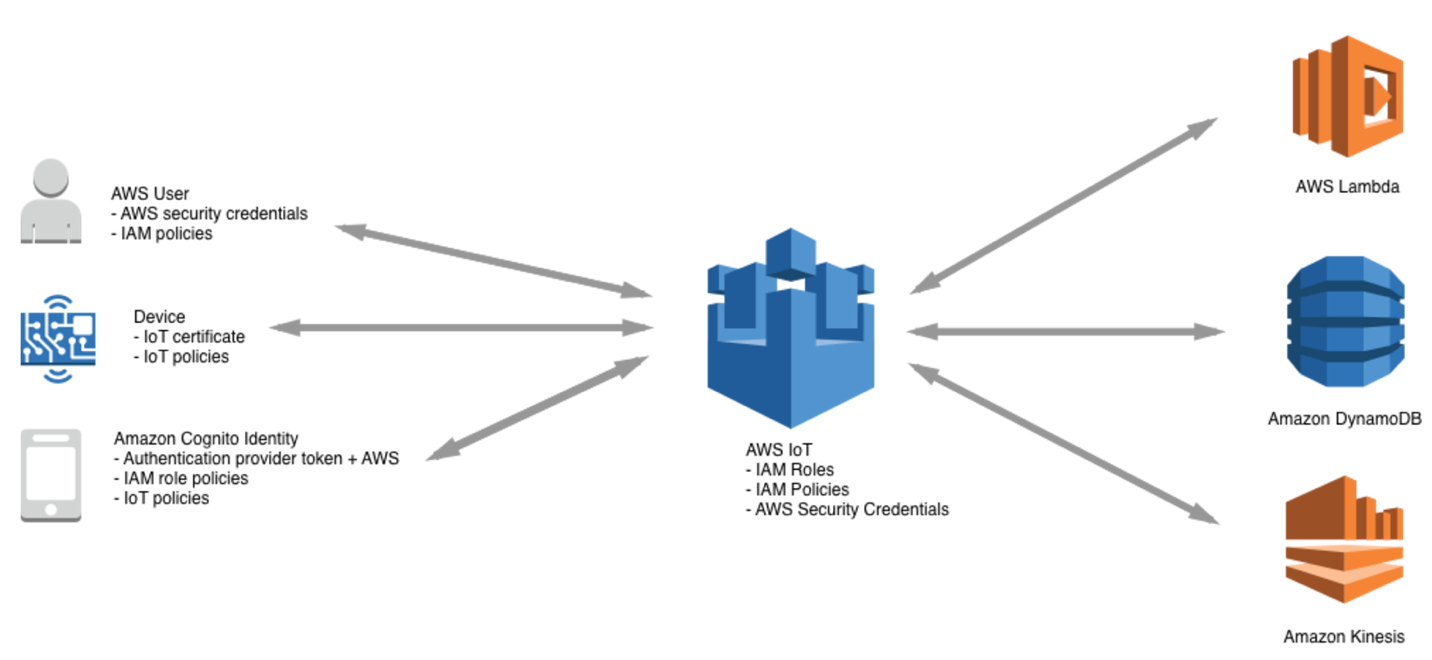 AWS User
- AWS security credentials
- IAM policies
Device
- IoT certificate
- IoT policies
Amazon Cognito Identity
- Authentication provider token + AWS
- IAM role policies
- IoT policies
AWS IoT
- IAM Roles
- IAM Policies
- AWS Security Credentials
AWS Lambda
Amazon DynamoDB
Amazon Kinesis